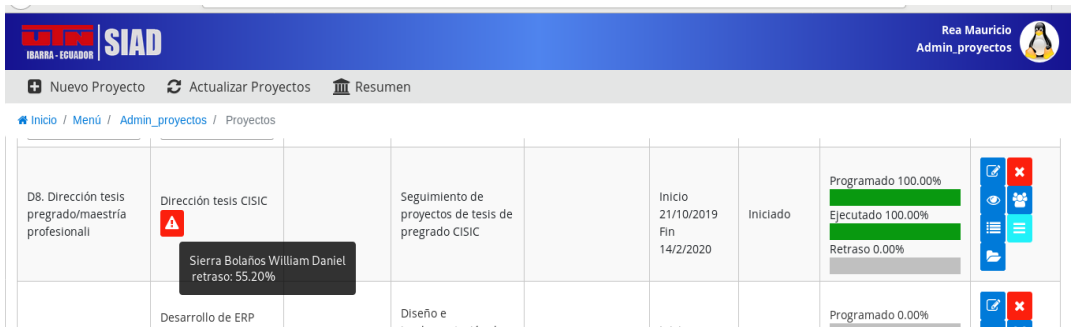 UTN
IBARRA - ECUADOR
SIAD
Rea Mauricio
Admin_proyectos
Nuevo Proyecto
Actualizar Proyectos
Resumen
Inicio / Menú / Admin_proyectos / Proyectos
D8. Dirección tesis
pregrado/maestría
profesionali
Dirección tesis CISIC
Sierra Bolaños William Daniel
retraso: 55.20%
Seguimiento de
proyectos de tesis de
pregrado CISIC
Inicio
21/10/2019
Fin
14/2/2020
Iniciado
Programado 100.00%
Ejecutado 100.00%
Retraso 0.00%
Desarrollo de ERP
Diseño e
Programado 0.00%